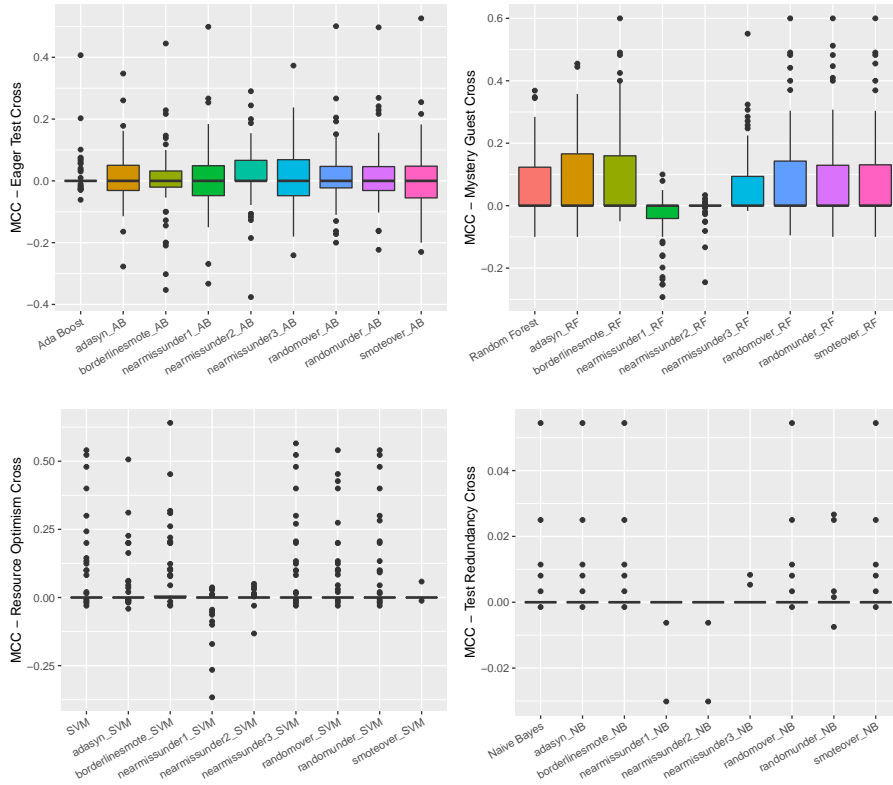 MCC − Eager Test Cross
0.4
0.2
0.0
−0.2
−0.4
Ada Boost
adasyn_AB
borderlinesmote_AB
nearmissunder1_AB
nearmissunder2_AB
nearmissunder3_AB
randomover_AB
randomunder_AB
smoteover_AB
MCC − Mystery Guest Cross
0.6
0.4
0.2
0.0
−0.2
Random Forest
adasyn_RF
borderlinesmote_RF
nearmissunder1_RF
nearmissunder2_RF
nearmissunder3_RF
randomover_RF
randomunder_RF
smoteover_RF
MCC − Resource Optimism Cross
0.50
0.25
0.00
−0.25
SVM
adasyn_SVM
borderlinesmote_SVM
nearmissunder1_SVM
nearmissunder2_SVM
nearmissunder3_SVM
randomover_SVM
randomunder_SVM
smoteover_SVM
MCC − Test Redundancy Cross
0.04
0.02
0.00
−0.02
Naive Bayes
adasyn_NB
borderlinesmote_NB
nearmissunder1_NB
nearmissunder2_NB
nearmissunder3_NB
randomover_NB
randomunder_NB
smoteover_NB